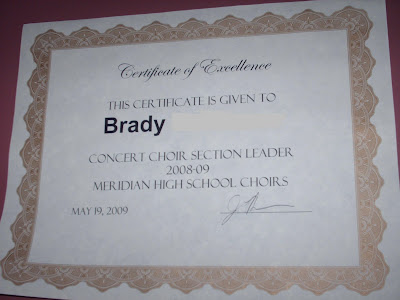 Certificate of Excellence
THIS CERTIFICATE IS GIVEN TO
Brady
CONCERT CHOIR SECTION LEADER
2008-09
MERIDIAN HIGH SCHOOL CHOIRS
MAY 19, 2009